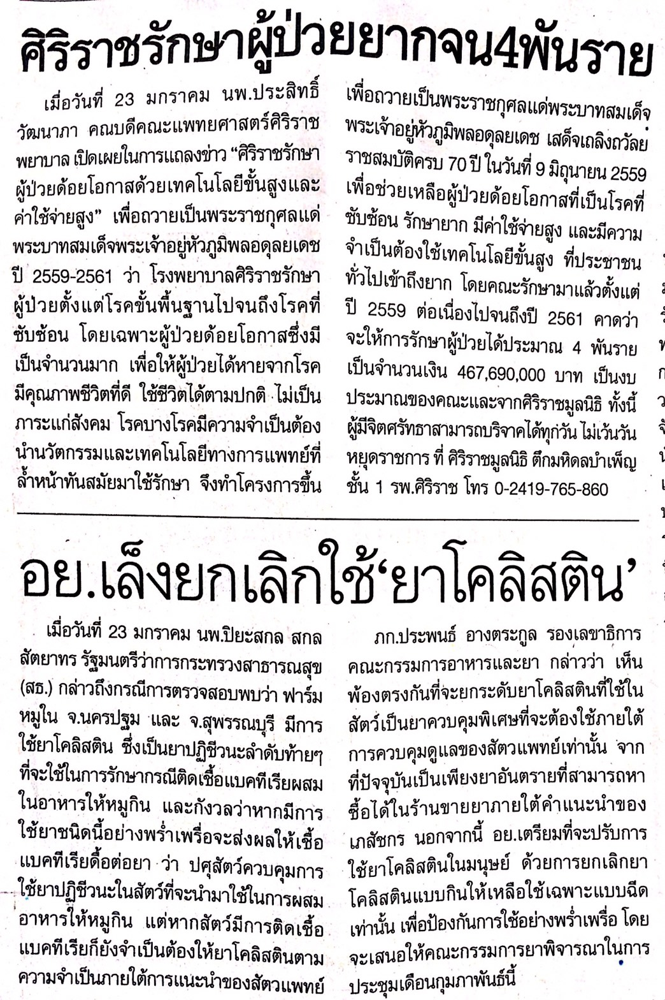 ศิริราชรักษาผู้ป่วยยากจน4พันราย
เมื่อวันที่ 23 มกราคม นพ.ประสิทธิ์
วัฒนาภา คณบดีคณะแพทยศาสตร์ศิริราช
พยาบาล เปิดเผยในการแถลงข่าว “ศิริราชรักษา
ผู้ป่วยด้อยโอกาสด้วยเทคโนโลยีขั้นสูงและ
ค่าใช้จ่ายสูง” เพื่อถวายเป็นพระราชกุศลแด่
พระบาทสมเด็จพระเจ้าอยู่หัวภูมิพลอดุลยเดช
ปี 2559-2561 ว่า โรงพยาบาลศิริราชรักษา
ผู้ป่วยตั้งแต่โรคขั้นพื้นฐานไปจนถึงโรคที่
ซับซ้อน โดยเฉพาะผู้ป่วยด้อยโอกาสซึ่งมี
เป็นจำนวนมาก เพื่อให้ผู้ป่วยได้หายจากโรค
มีคุณภาพชีวิตที่ดี ใช้ชีวิตได้ตามปกติ ไม่เป็น
ภาระแก่สังคม โรคบางโรคมีความจำเป็นต้อง
นำนวัตกรรมและเทคโนโลยีทางการแพทย์ที่
ล้ำหน้าทันสมัยมาใช้รักษา จึงทำโครงการขึ้น
เพื่อถวายเป็นพระราชกุศลแด่พระบาทสมเด็จ
พระเจ้าอยู่หัวภูมิพลอดุลยเดช เสด็จเถลิงถวัลย
ราชสมบัติครบ 70 ปี ในวันที่ 9 มิถุนายน 2559
เพื่อช่วยเหลือผู้ป่วยด้อยโอกาสที่เป็นโรคที่
ซับซ้อน รักษายาก มีค่าใช้จ่ายสูง และมีความ
จำเป็นต้องใช้เทคโนโลยีขั้นสูง ที่ประชาชน
ทั่วไปเข้าถึงยาก โดยคณะรักษามาแล้วตั้งแต่
ปี 2559 ต่อเนื่องไปจนถึงปี 2561 คาดว่า
จะให้การรักษาผู้ป่วยได้ประมาณ 4 พันราย
เป็นจำนวนเงิน 467,690,000 บาท เป็นงบ
ประมาณของคณะและจากศิริราชมูลนิธิ ทั้งนี้
ผู้มีจิตศรัทธาสามารถบริจาคได้ทุกวัน ไม่เว้นวัน
หยุดราชการ ที่ ศิริราชมูลนิธิ ตึกมหิดลบำเพ็ญ
ชั้น 1 รพ.ศิริราช โทร 0-2419-765-860
อย.เล็งยกเลิกใช้‘ยาโคลิสติน’
เมื่อวันที่ 23 มกราคม นพ.ปิยะสกล สกล
สัตยาทร รัฐมนตรีว่าการกระทรวงสาธารณสุข
(สธ.) กล่าวถึงกรณีการตรวจสอบพบว่า ฟาร์ม
หมูใน จ.นครปฐม และ จ.สุพรรณบุรี มีการ
ใช้ยาโคลิสติน ซึ่งเป็นยาปฏิชีวนะลำดับท้ายๆ
ที่จะใช้ในการรักษากรณีติดเชื้อแบคทีเรียผสม
ในอาหารให้หมูกิน และกังวลว่าหากมีการ
ใช้ยาชนิดนี้อย่างพร่ำเพรื่อจะส่งผลให้เชื้อ
แบคทีเรียดื้อต่อยา ว่า ปศุสัตว์ควบคุมการ
ใช้ยาปฏิชีวนะในสัตว์ที่จะนำมาใช้ในการผสม
อาหารให้หมูกิน แต่หากสัตว์มีการติดเชื้อ
แบคทีเรียก็ยังจำเป็นต้องให้ยาโคลิสตินตาม
ความจำเป็นภายใต้การแนะนำของสัตวแพทย์
ภก.ประพนธ์ อางตระกูล รองเลขาธิการ
คณะกรรมการอาหารและยา กล่าวว่า เห็น
พ้องตรงกันที่จะยกระดับยาโคลิสตินที่ใช้ใน
สัตว์เป็นยาควบคุมพิเศษที่จะต้องใช้ภายใต้
การควบคุมดูแลของสัตวแพทย์เท่านั้น จาก
ที่ปัจจุบันเป็นเพียงยาอันตรายที่สามารถหา
ซื้อได้ในร้านขายยาภายใต้คำแนะนำของ
เภสัชกร นอกจากนี้ อย.เตรียมที่จะปรับการ
ใช้ยาโคลิสตินในมนุษย์ ด้วยการยกเลิกยา
โคลิสตินแบบกินให้เหลือใช้เฉพาะแบบฉีด
เท่านั้น เพื่อป้องกันการใช้อย่างพร่ำเพรื่อ โดย
จะเสนอให้คณะกรรมการยาพิจารณาในการ
ประชุมเดือนกุมภาพันธ์นี้